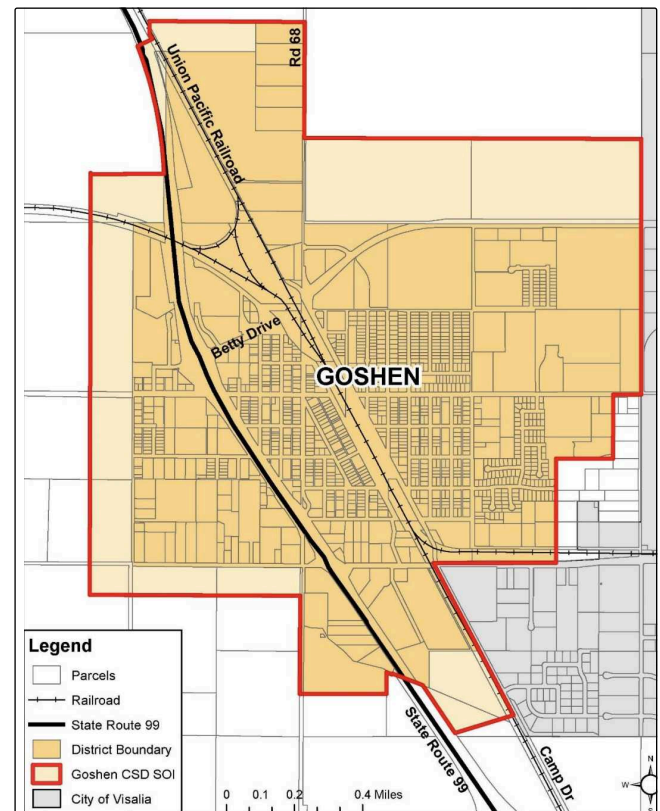 Union Pacific Railroad
Rd 68
Betty Drive
GOSHEN
State Route 99
Camp Dr
Legend
Parcels
Railroad
State Route 99
District Boundary
Goshen CSD SOI
City of Visalia
0 0.1 0.2 0.4 Miles
N
W
S